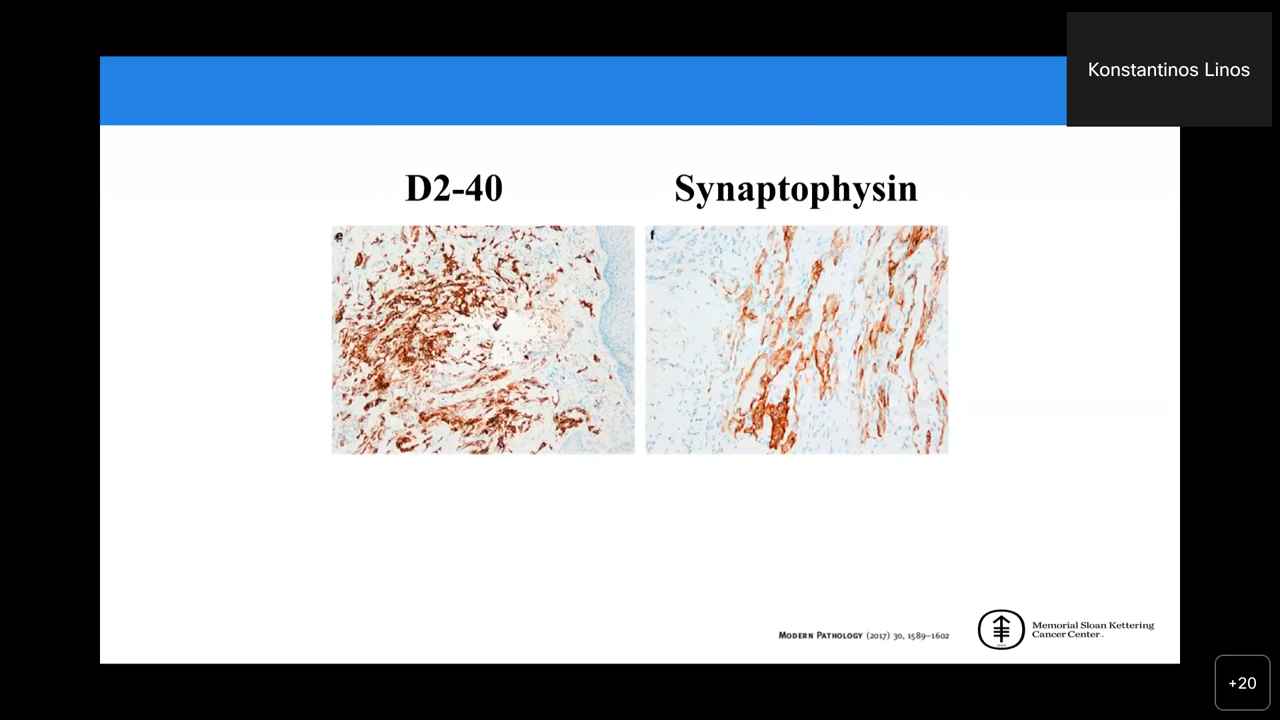 Konstantinos Linos
D2-40
Synaptophysin
e
f
MODERN PATHOLOGY (2017) 30, 1589–1602
Memorial Sloan Kettering
Cancer Center
+20